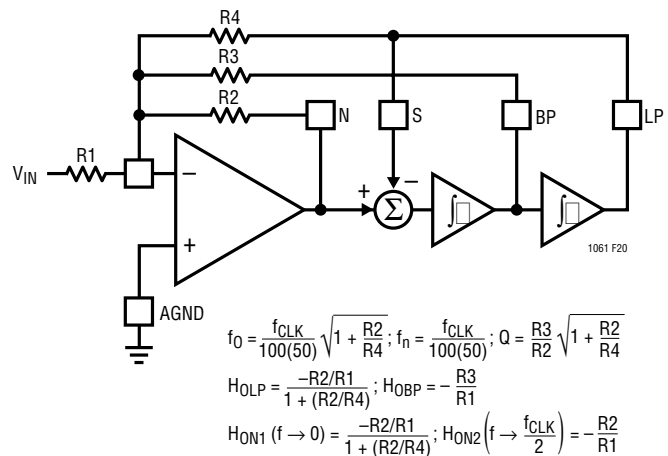 R4
R3
R2
N
S
BP
LP
R1
VIN
−
+
+
−
Σ
∫
∫
1061 F20
AGND
fO = fCLK/100(50) √(1 + R2/R4); fn = fCLK/100(50); Q = R3/R2 √(1 + R2/R4)
HOLP = −R2/R1 / 1 + (R2/R4); HOBP = − R3/R1
HON1 (f → 0) = −R2/R1 / 1 + (R2/R4); HON2 (f → fCLK/2) = − R2/R1